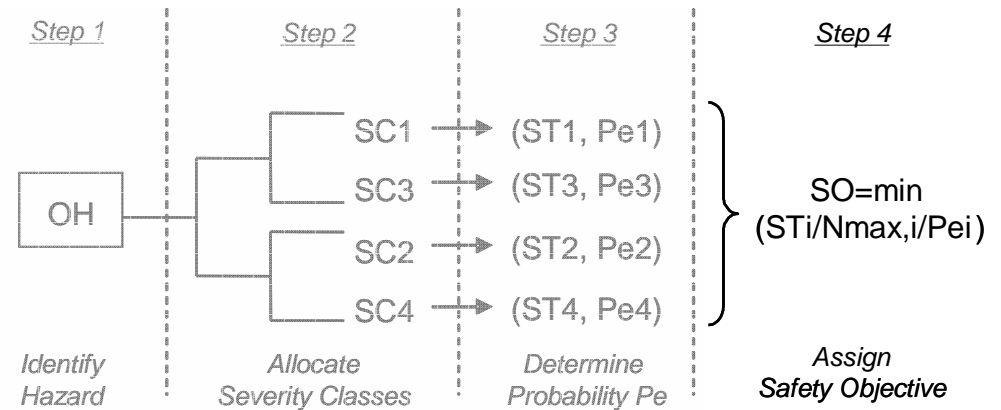 Step 1
Step 2
Step 3
Step 4
OH
SC1
SC3
SC2
SC4
(ST1, Pe1)
(ST3, Pe3)
(ST2, Pe2)
(ST4, Pe4)
SO=min
(STi/Nmax,i/Pei)
Identify
Hazard
Allocate
Severity Classes
Determine
Probability Pe
Assign
Safety Objective